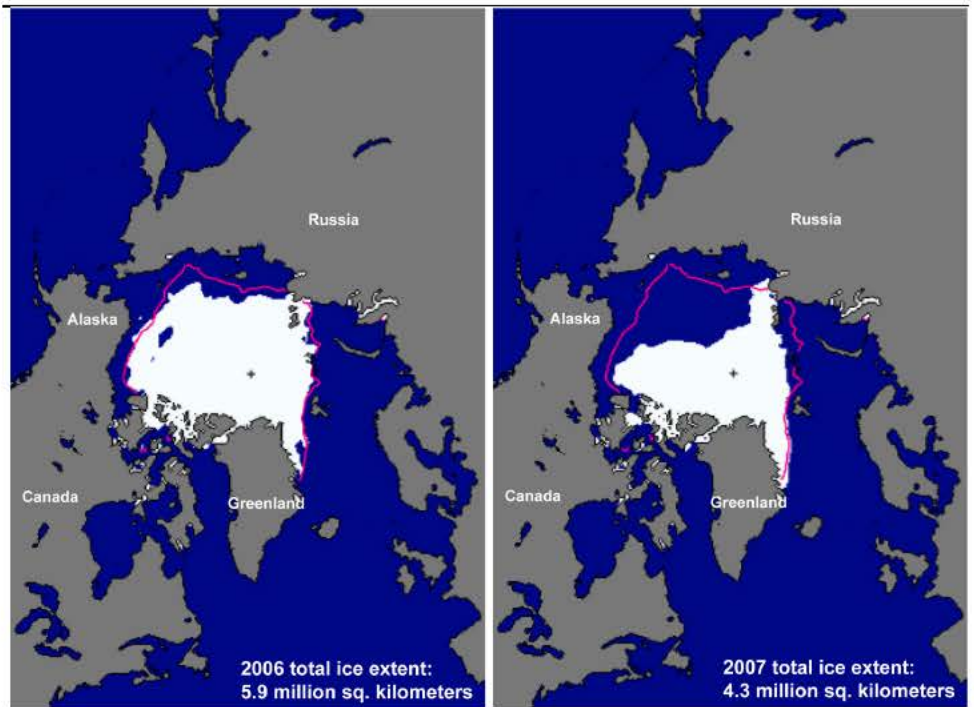 Russia
Alaska
Canada
Greenland
2006 total ice extent:
5.9 million sq. kilometers
Russia
Alaska
Canada
Greenland
2007 total ice extent:
4.3 million sq. kilometers